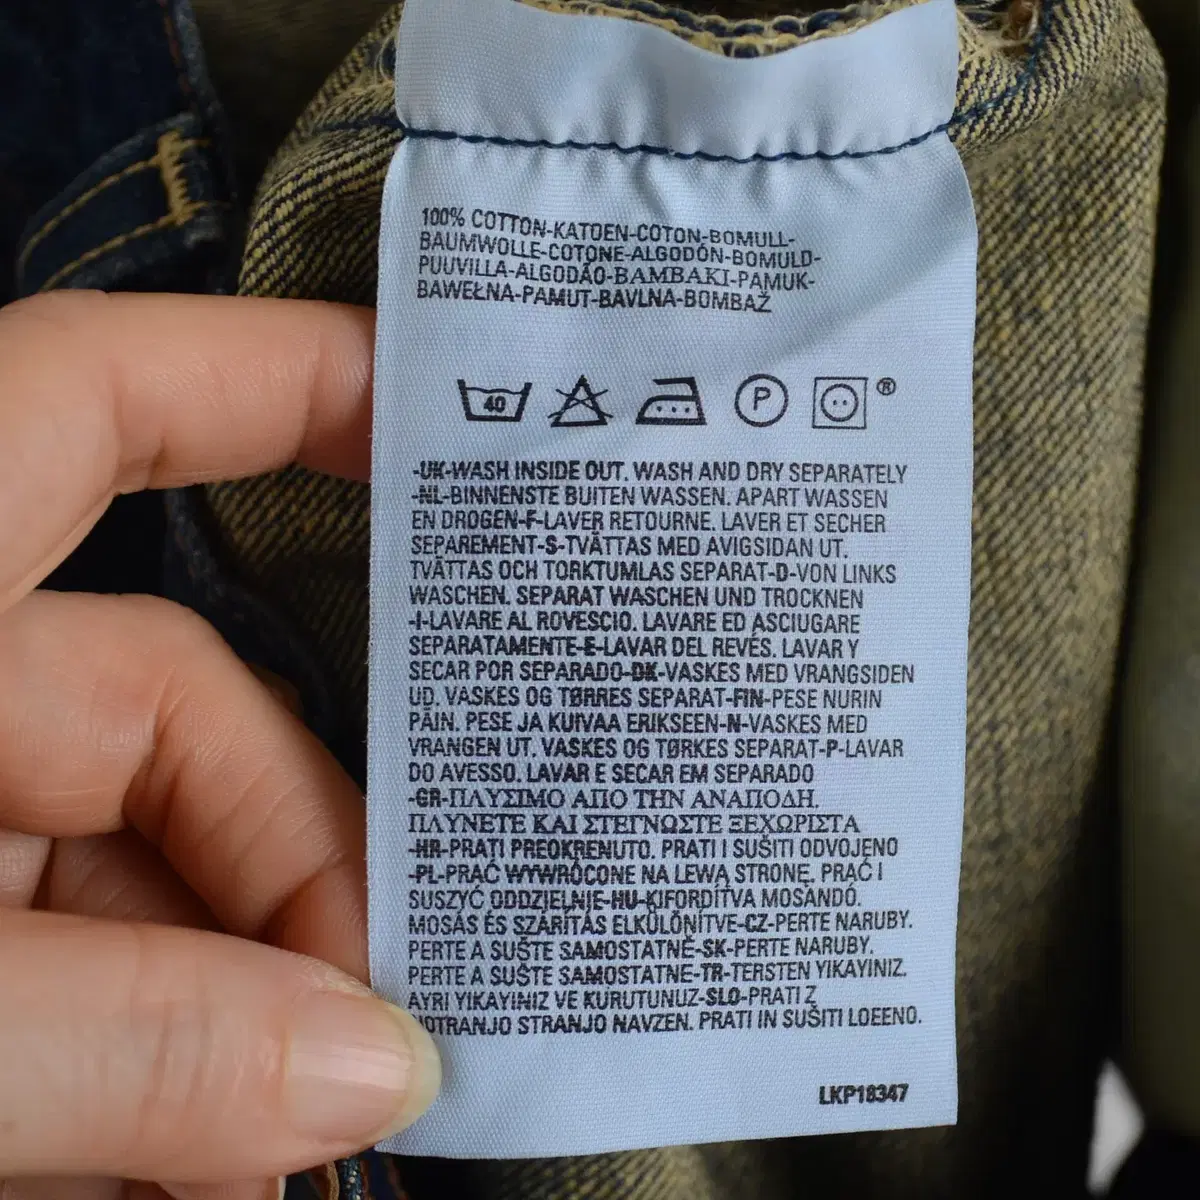 100% COTTON-KATOEN-COTON-BOMULL-
BAUMWOLLE-COTONE-ALGODÓN-BOMULD-
PUUVILLA-ALGODÃO-BAMBAKI-PAMUK-
BAWEŁNA-PAMUT-BAVLNA-BOMBAŽ
40 P ®
-UK-WASH INSIDE OUT. WASH AND DRY SEPARATELY
-NL-BINNENSTE BUITEN WASSEN. APART WASSEN
EN DROGEN-F-LAVER RETOURNE. LAVER ET SECHER
SEPAREMENT-S-TVÄTTAS MED AVIGSIDAN UT.
TVÄTTAS OCH TORKTUMLAS SEPARAT-D-VON LINKS
WASCHEN. SEPARAT WASCHEN UND TROCKNEN
-I-LAVARE AL ROVESCIO. LAVARE ED ASCIUGARE
SEPARATAMENTE-E-LAVAR DEL REVÉS. LAVAR Y
SECAR POR SEPARADO-DK-VASKES MED VRANGSIDEN
UD. VASKES OG TØRRES SEPARAT-FIN-PESE NURIN
PÄIN. PESE JA KUIVAA ERIKSEEN-N-VASKES MED
VRANGEN UT. VASKES OG TØRKES SEPARAT-P-LAVAR
DO AVESSO. LAVAR E SECAR EM SEPARADO
-GR-ΠΛΥΣΙΜΟ ΑΠΟ ΤΗΝ ΑΝΑΠΟΔΗ.
ΠΛΥΝΕΤΕ ΚΑΙ ΣΤΕΓΝΩΣΤΕ ΞΕΧΩΡΙΣΤΑ
-HR-PRATI PREOKRENUTO. PRATI I SUŠITI ODVOJENO
-PL-PRAĆ WYWRÓCONE NA LEWĄ STRONĘ. PRAĆ I
SUSZYĆ ODDZIELNIE-HU-KIFORDÍTVA MOSANDÓ.
MOSÁS ÉS SZÁRÍTÁS ELKÜLÖNÍTVE-CZ-PERTE NARUBY.
PERTE A SUŠTE SAMOSTATNĚ-SK-PERTE NARUBY.
PERTE A SUŠTE SAMOSTATNE-TR-TERSTEN YIKAYINIZ.
AYRI YIKAYINIZ VE KURUTUNUZ-SLO-PRATI Z
STRANJO NAVZEN. PRATI IN SUŠITI LOEENO.
LKP18347